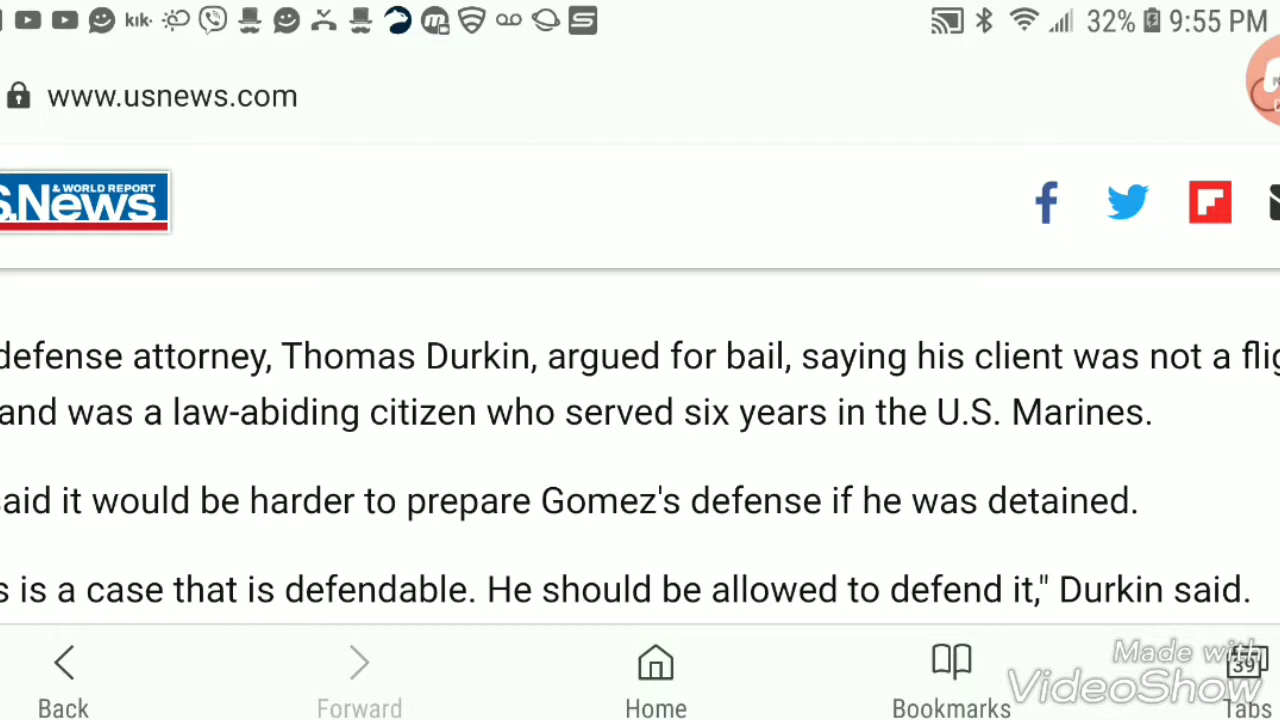 kik.
32%
9:55 PM
www.usnews.com
S.News
& WORLD REPORT
defense attorney, Thomas Durkin, argued for bail, saying his client was not a flig
and was a law-abiding citizen who served six years in the U.S. Marines.
said it would be harder to prepare Gomez's defense if he was detained.
s is a case that is defendable. He should be allowed to defend it," Durkin said.
Made with
VideoShow
39
Back
Forward
Home
Bookmarks
Tabs